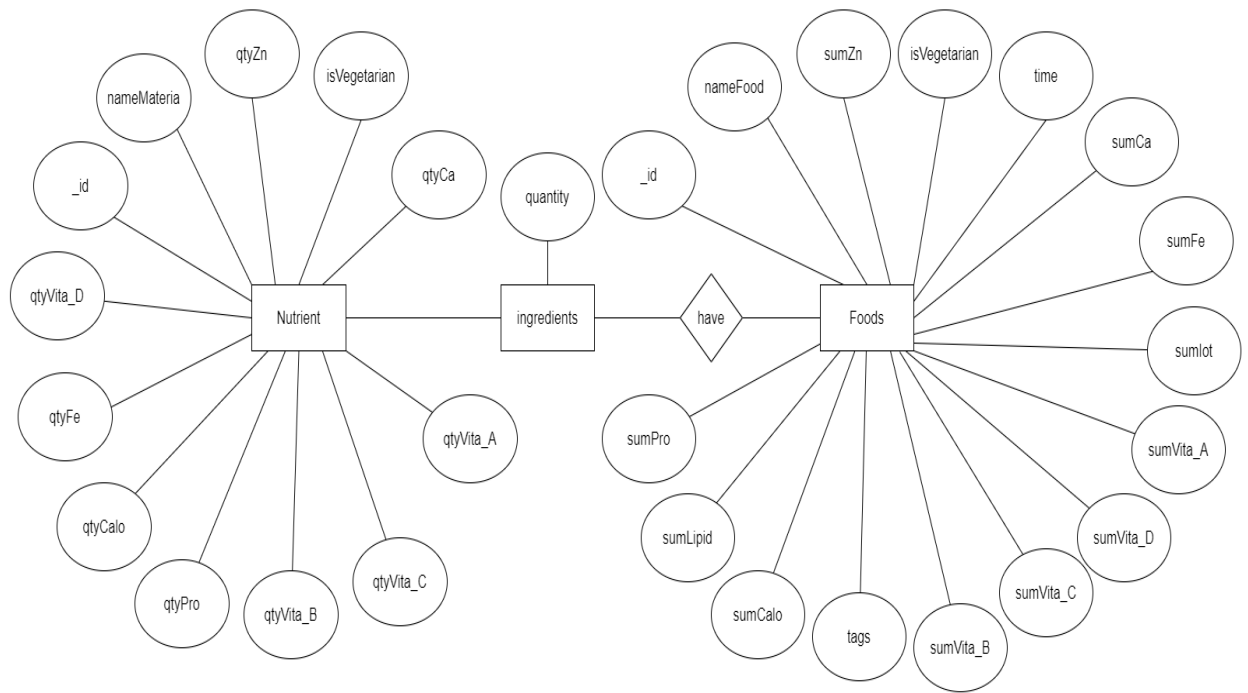 qtyZn
isVegetarian
nameMateria
_id
qtyCa
qtyVita_D
Nutrient
qtyFe
qtyVita_A
qtyCalo
qtyPro
qtyVita_B
qtyVita_C
quantity
ingredients
have
sumZn
isVegetarian
time
nameFood
sumCa
_id
sumFe
Foods
sumIot
sumPro
sumVita_A
sumLipid
sumVita_D
sumCalo
sumVita_C
tags
sumVita_B